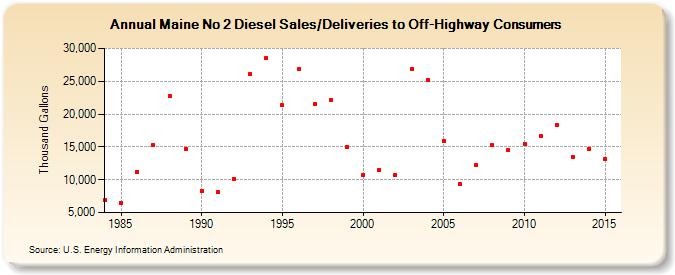 Annual Maine No 2 Diesel Sales/Deliveries to Off-Highway Consumers
Thousand Gallons
30,000
25,000
20,000
15,000
10,000
5,000
1985 1990 1995 2000 2005 2010 2015
Source: U.S. Energy Information Administration